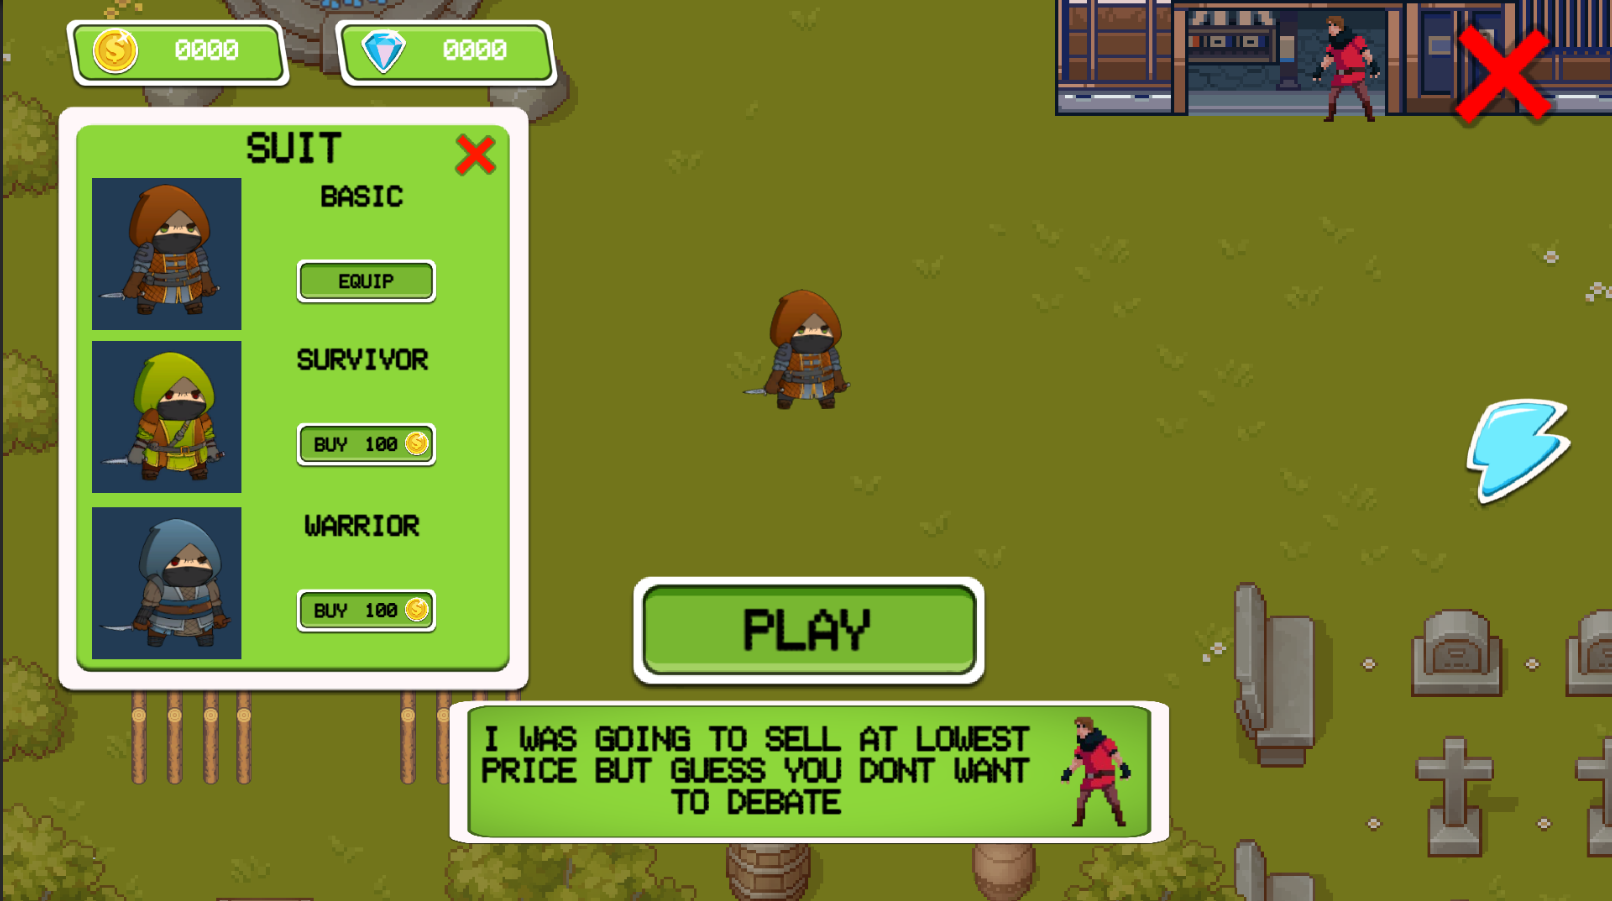 0000
0000
SUIT
BASIC
EQUIP
SURVIVOR
BUY 100
WARRIOR
BUY 100
PLAY
I WAS GOING TO SELL AT LOWEST
PRICE BUT GUESS YOU DONT WANT
TO DEBATE